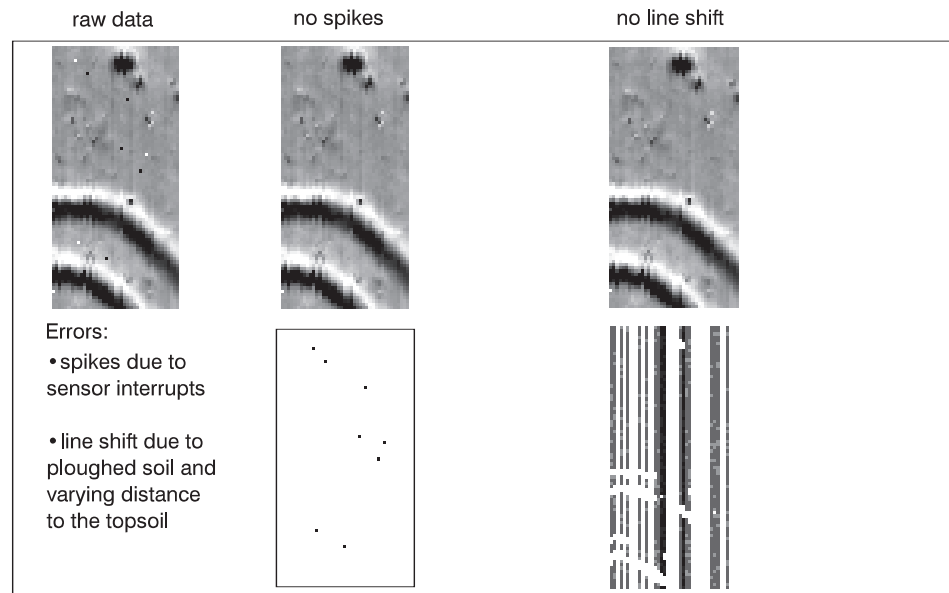 raw data
no spikes
no line shift
Errors:
• spikes due to
sensor interrupts
• line shift due to
ploughed soil and
varying distance
to the topsoil